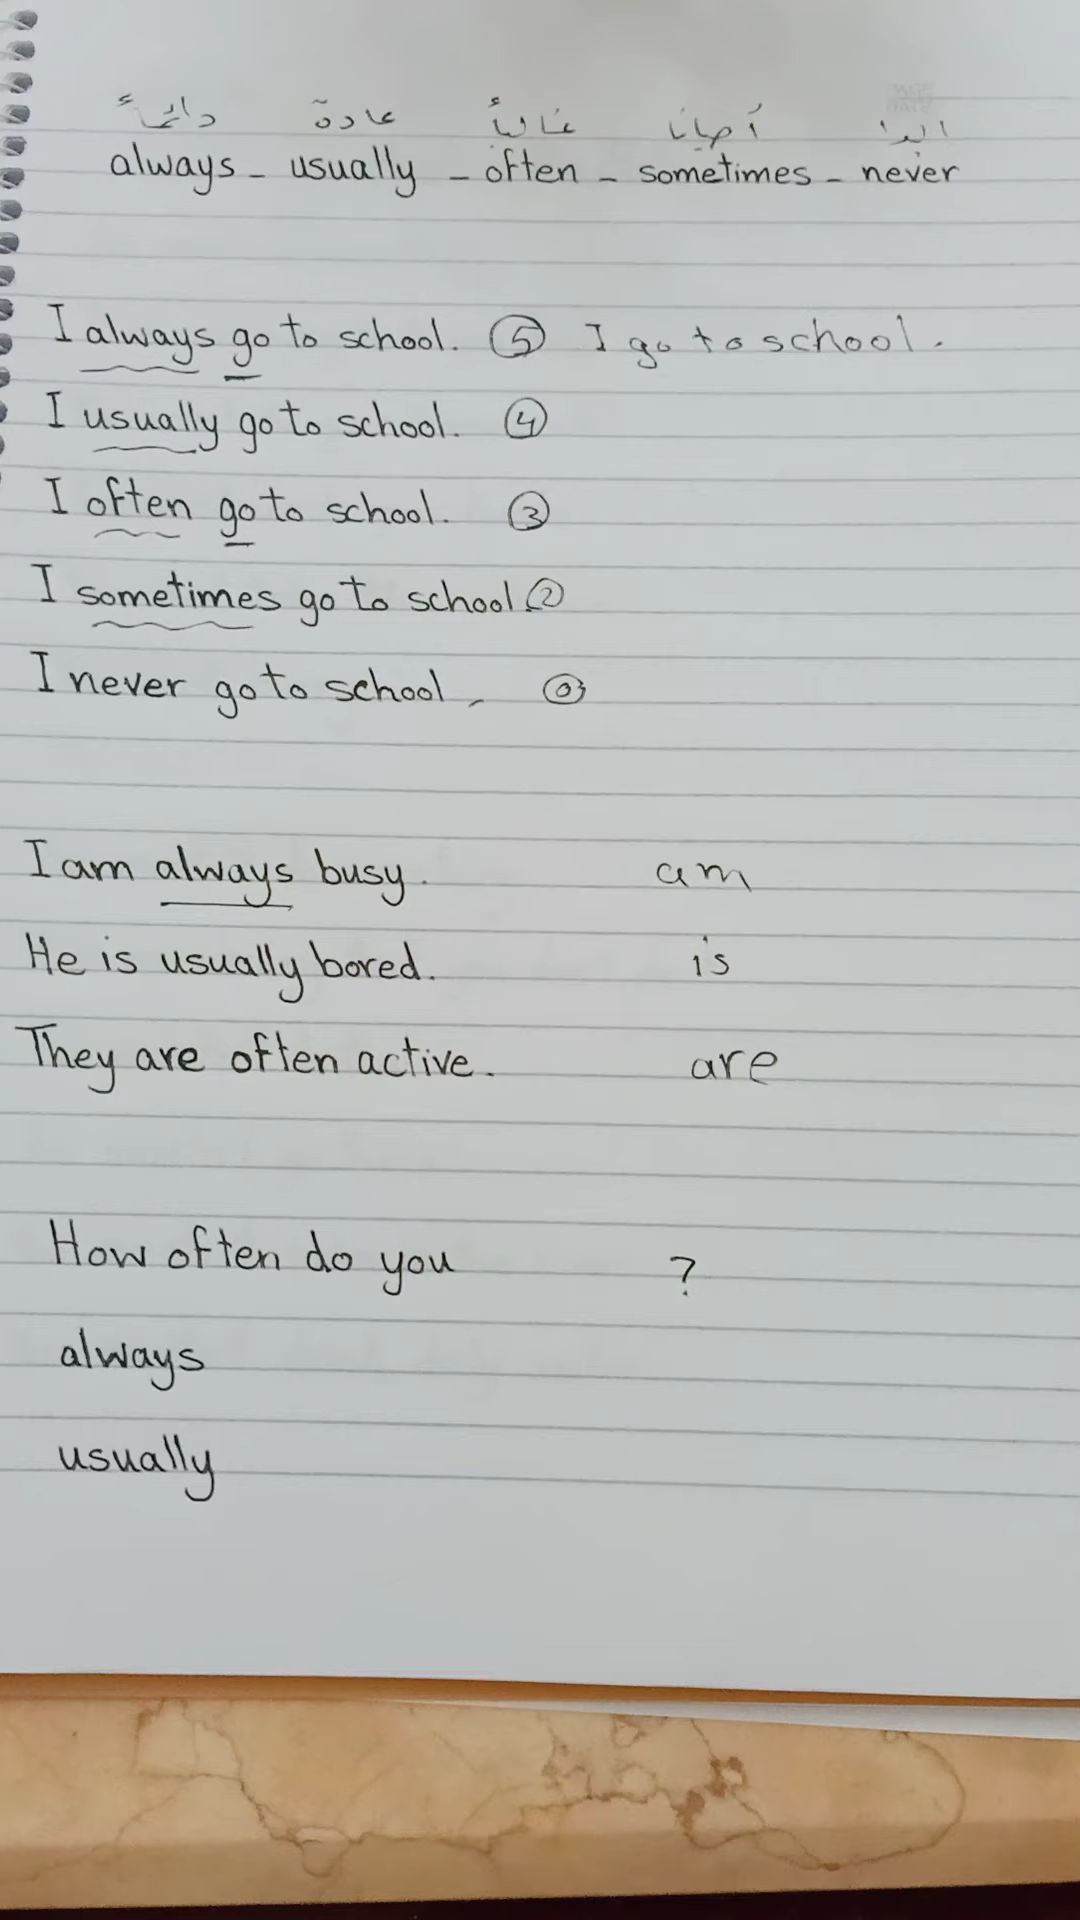 دائماً عادة غالباً أحيانا ابدا
always - usually - often - sometimes - never
I always go to school. 5 I go to school.
I usually go to school. 4
I often go to school. 3
I sometimes go to school. 2
I never go to school. 0
I am always busy. am
He is usually bored. is
They are often active. are
How often do you ?
always
usually